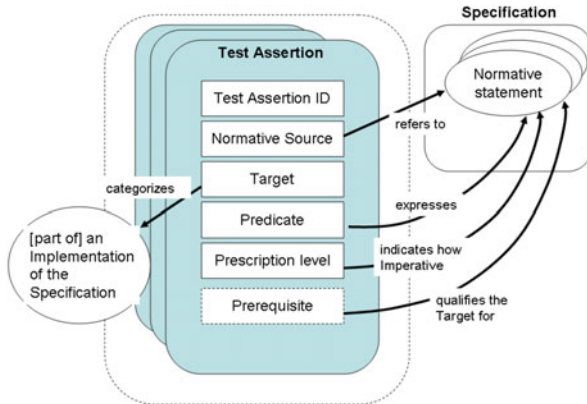 Specification
Test Assertion
Normative
statement
Test Assertion ID
Normative Source
refers to
Target
categorizes
Predicate
expresses
[part of] an
Implementation
of the
Specification
Prescription level
indicates how
Imperative
Prerequisite
qualifies the
Target for